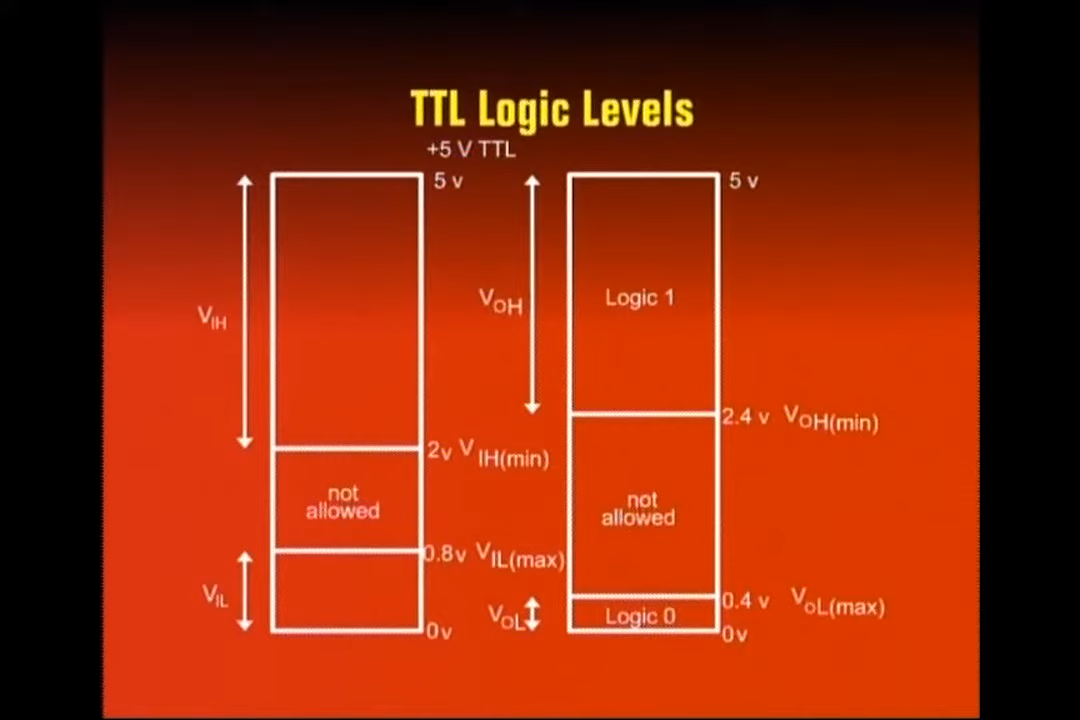 TTL Logic Levels
+5 V TTL
5 v
5 v
VIH
VOH
Logic 1
2.4 v VOH(min)
2v VIH(min)
not
allowed
not
allowed
0.8v VIL(max)
VIL
VOL
Logic 0
0.4 v VOL(max)
0v
0v